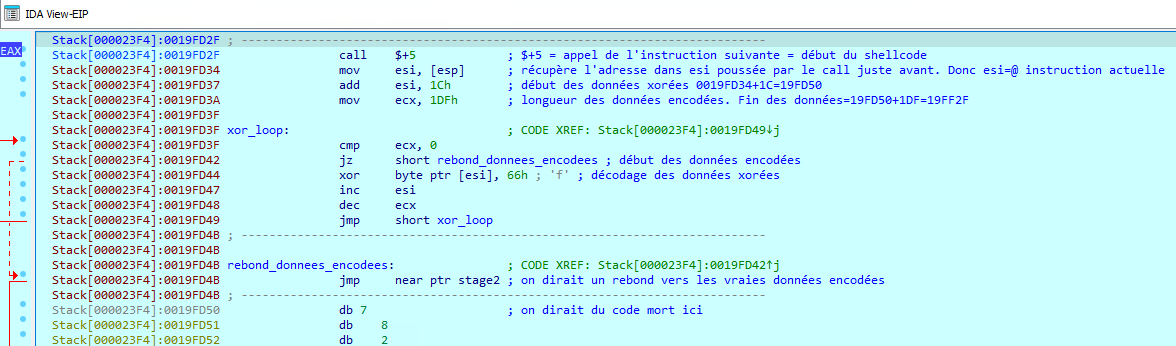 IDA View-EIP
EAX
Stack[000023F4]:0019FD2F ; ---------------------------------------------------------------------------
Stack[000023F4]:0019FD2F call $+5 ; $+5 = appel de l'instruction suivante = début du shellcode
Stack[000023F4]:0019FD34 mov esi, [esp] ; récupère l'adresse dans esi poussée par le call juste avant. Donc esi=@ instruction actuelle
Stack[000023F4]:0019FD37 add esi, 1Ch ; début des données xorées 0019FD34+1C=19FD50
Stack[000023F4]:0019FD3A mov ecx, 1DFh ; longueur des données encodées. Fin des données=19FD50+1DF=19FF2F
Stack[000023F4]:0019FD3F
Stack[000023F4]:0019FD3F xor_loop: ; CODE XREF: Stack[000023F4]:0019FD49↓j
Stack[000023F4]:0019FD3F cmp ecx, 0
Stack[000023F4]:0019FD42 jz short rebond_donnees_encodees ; début des données encodées
Stack[000023F4]:0019FD44 xor byte ptr [esi], 66h ; 'f' ; décodage des données xorées
Stack[000023F4]:0019FD47 inc esi
Stack[000023F4]:0019FD48 dec ecx
Stack[000023F4]:0019FD49 jmp short xor_loop
Stack[000023F4]:0019FD4B ; ---------------------------------------------------------------------------
Stack[000023F4]:0019FD4B
Stack[000023F4]:0019FD4B rebond_donnees_encodees: ; CODE XREF: Stack[000023F4]:0019FD42↑j
Stack[000023F4]:0019FD4B jmp near ptr stage2 ; on dirait un rebond vers les vraies données encodées
Stack[000023F4]:0019FD4B ; ---------------------------------------------------------------------------
Stack[000023F4]:0019FD50 db 7 ; on dirait du code mort ici
Stack[000023F4]:0019FD51 db 8
Stack[000023F4]:0019FD52 db 2